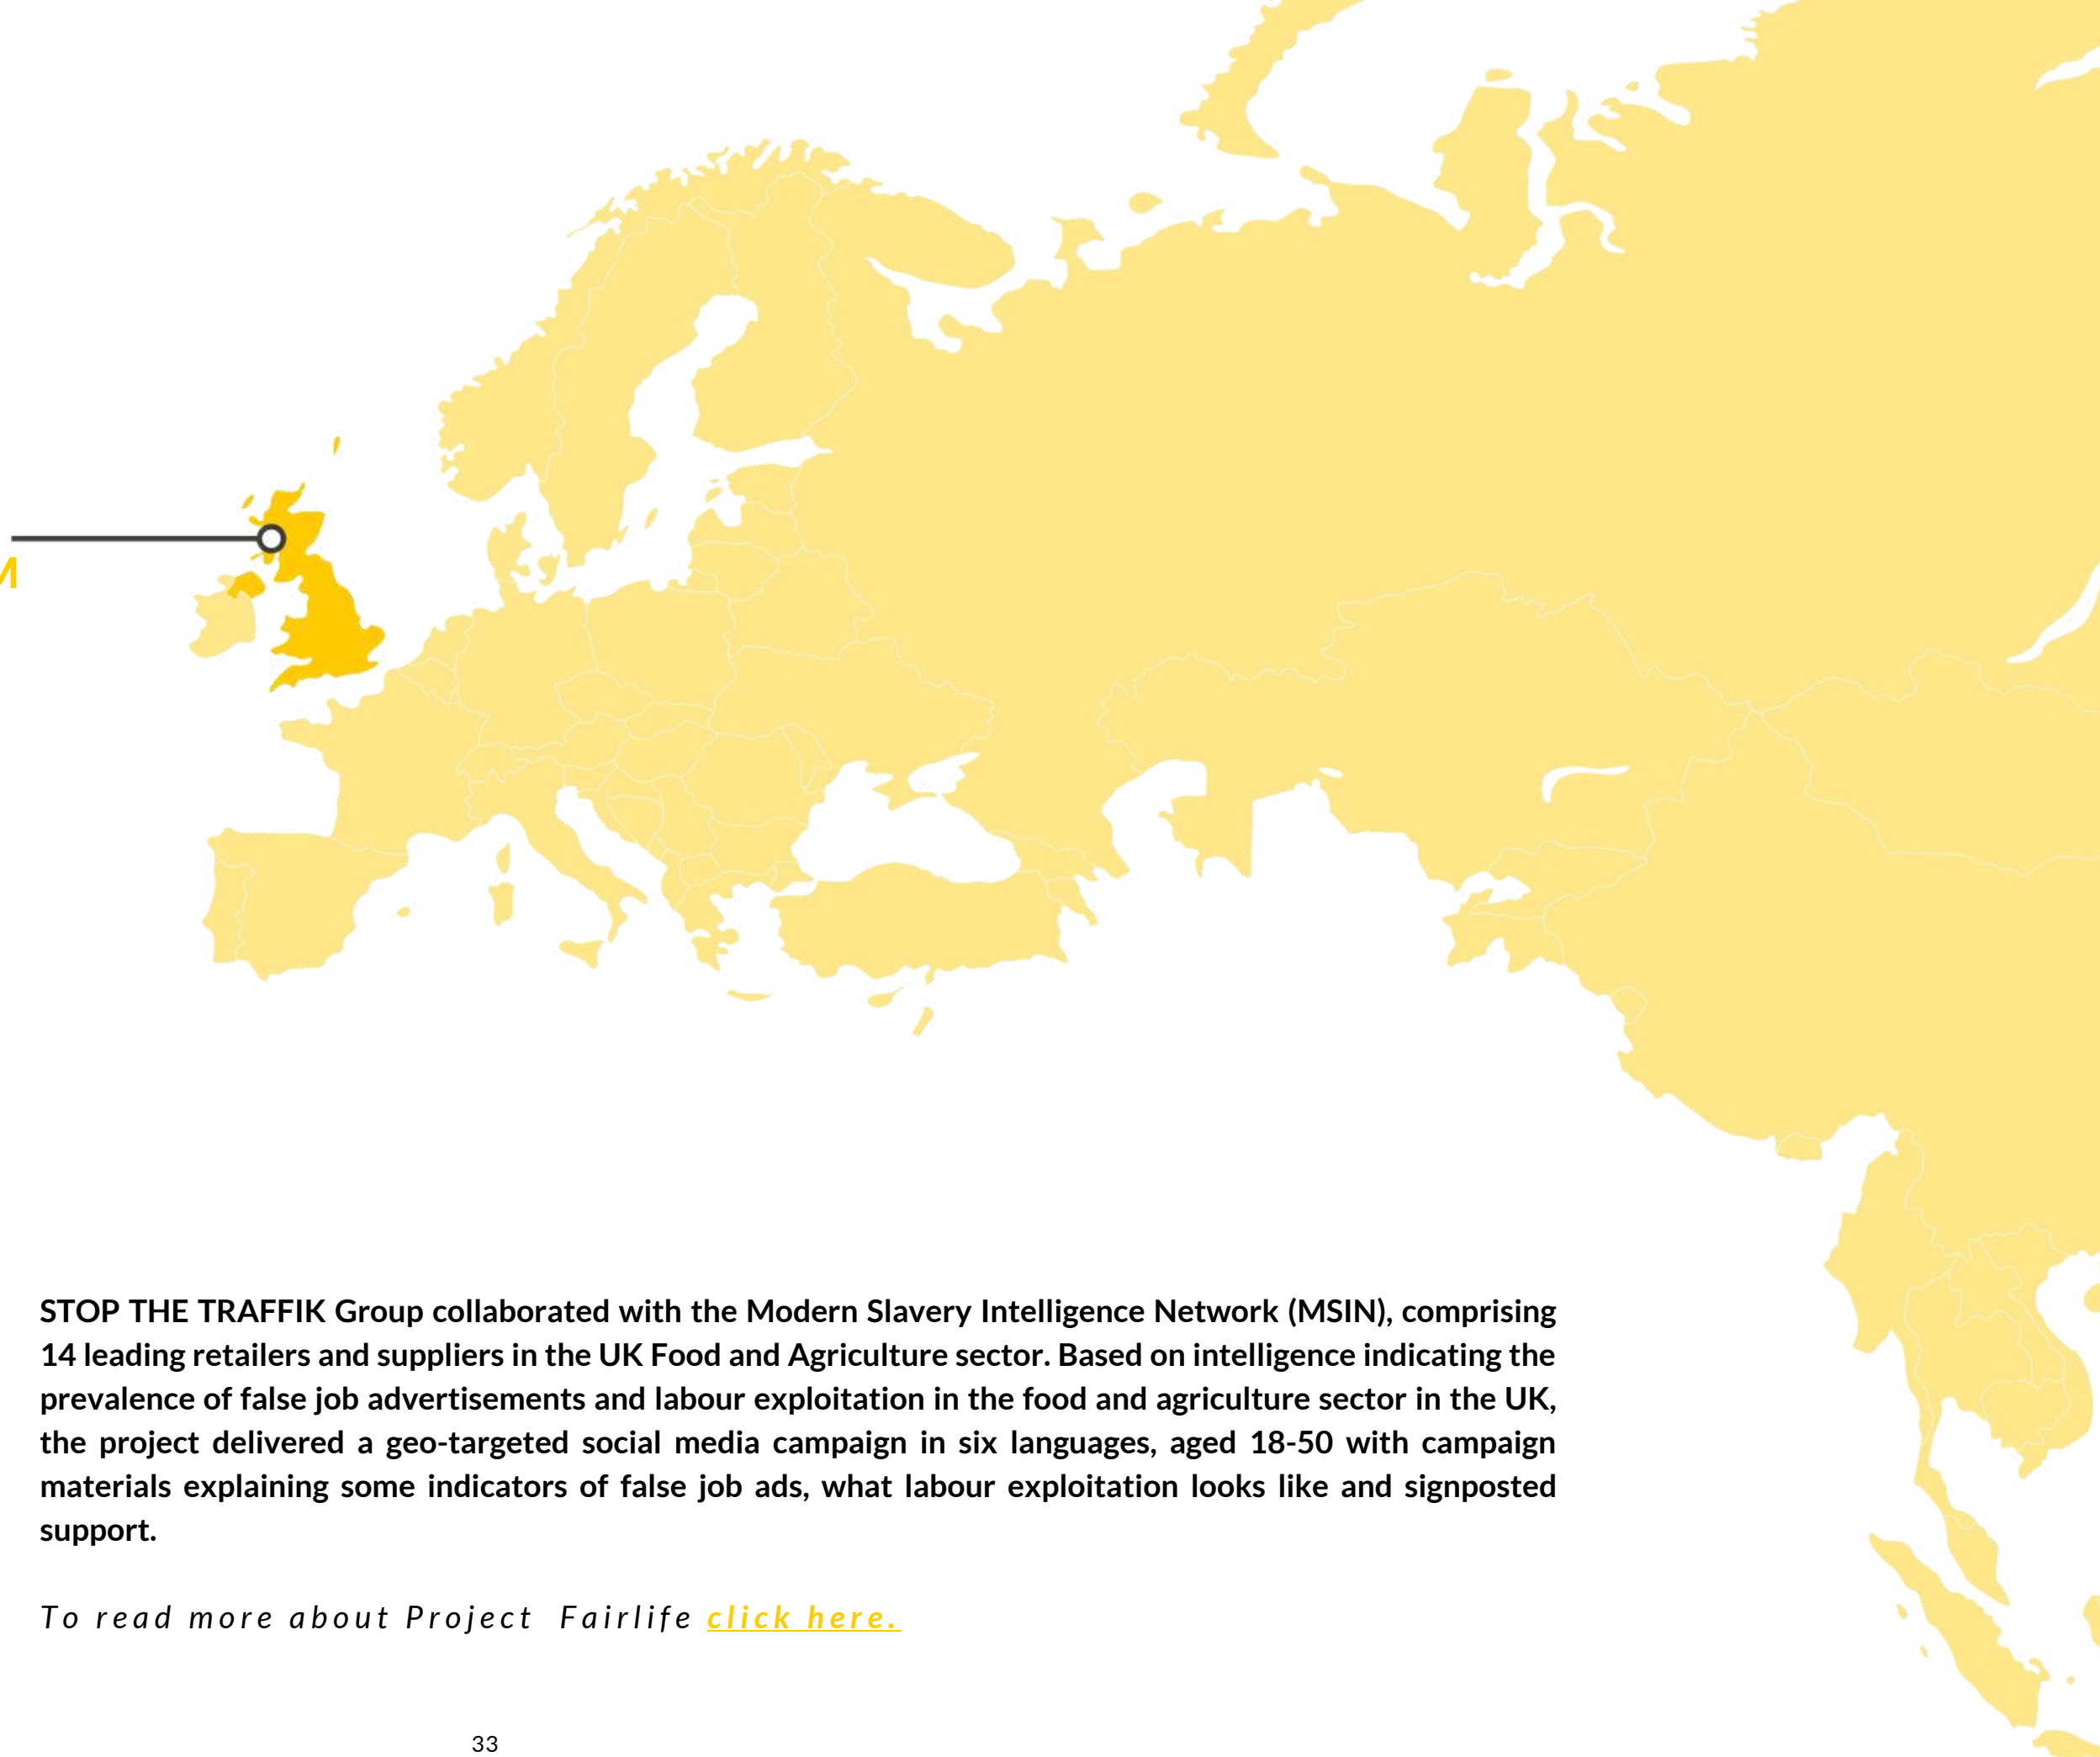 M
STOP THE TRAFFIK Group collaborated with the Modern Slavery Intelligence Network (MSIN), comprising
14 leading retailers and suppliers in the UK Food and Agriculture sector. Based on intelligence indicating the
prevalence of false job advertisements and labour exploitation in the food and agriculture sector in the UK,
the project delivered a geo-targeted social media campaign in six languages, aged 18-50 with campaign
materials explaining some indicators of false job ads, what labour exploitation looks like and signposted
support.
To read more about Project Fairlife click here.
33